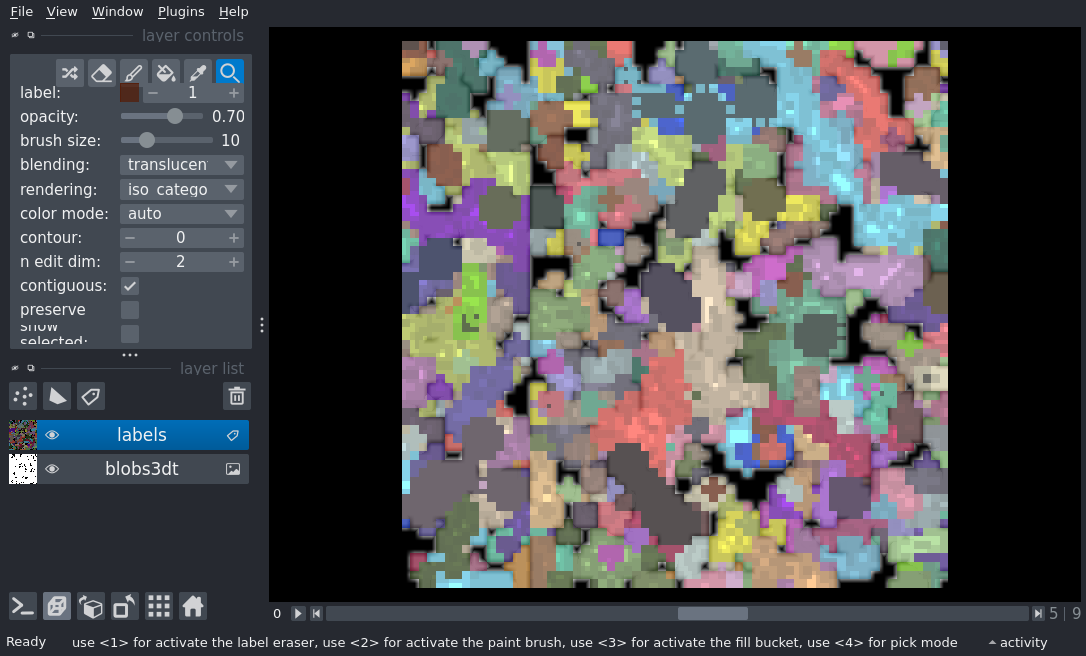 File View Window Plugins Help
layer controls
label: 1
opacity: 0.70
brush size: 10
blending: translucen
rendering: iso_catego
color mode: auto
contour: 0
n edit dim: 2
contiguous:
preserve
show
selected:
layer list
labels
blobs3dt
0 5 | 9
Ready use <1> for activate the label eraser, use <2> for activate the paint brush, use <3> for activate the fill bucket, use <4> for pick mode activity